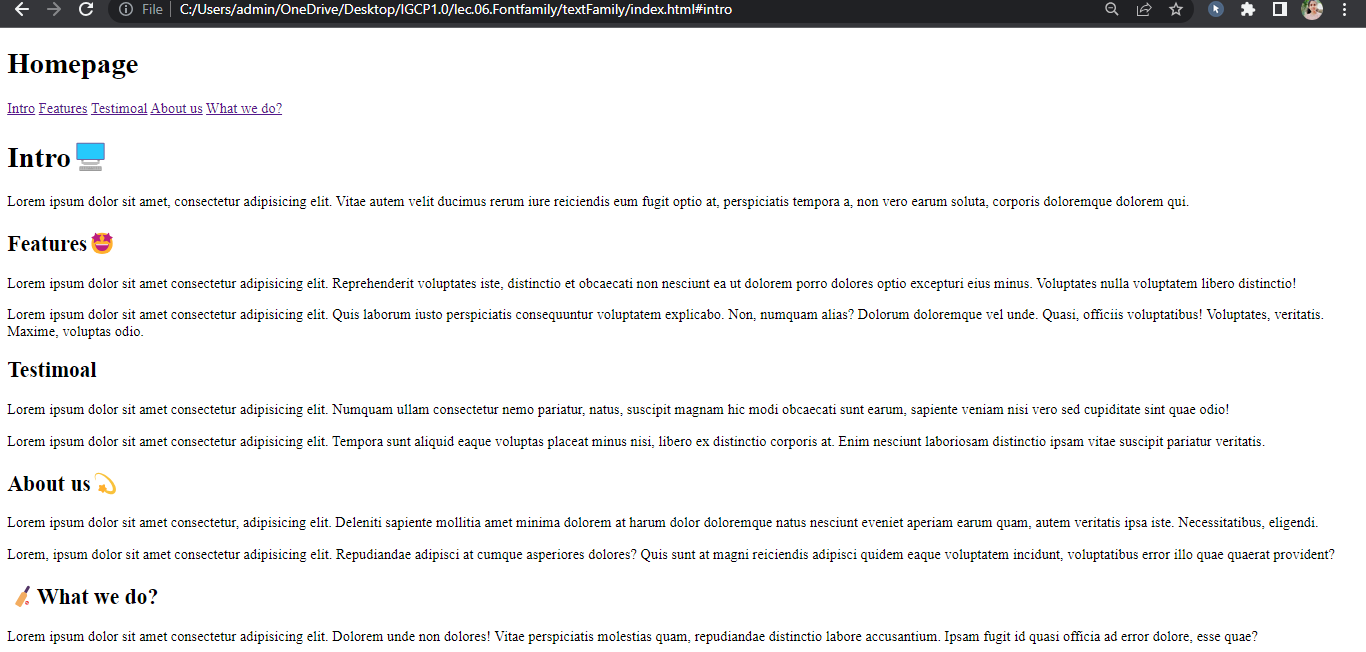 File C:/Users/admin/OneDrive/Desktop/IGCP1.0/lec.06.Fontfamily/textFamily/index.html#intro
Homepage
Intro Features Testimoal About us What we do?
Intro 🖥️
Lorem ipsum dolor sit amet, consectetur adipisicing elit. Vitae autem velit ducimus rerum iure reiciendis eum fugit optio at, perspiciatis tempora a, non vero earum soluta, corporis doloremque dolorem qui.
Features🤩
Lorem ipsum dolor sit amet consectetur adipisicing elit. Reprehenderit voluptates iste, distinctio et obcaecati non nesciunt ea ut dolorem porro dolores optio excepturi eius minus. Voluptates nulla voluptatem libero distinctio!
Lorem ipsum dolor sit amet consectetur adipisicing elit. Quis laborum iusto perspiciatis consequuntur voluptatem explicabo. Non, numquam alias? Dolorum doloremque vel unde. Quasi, officiis voluptatibus! Voluptates, veritatis.
Maxime, voluptas odio.
Testimoal
Lorem ipsum dolor sit amet consectetur adipisicing elit. Numquam ullam consectetur nemo pariatur, natus, suscipit magnam hic modi obcaecati sunt earum, sapiente veniam nisi vero sed cupiditate sint quae odio!
Lorem ipsum dolor sit amet consectetur adipisicing elit. Tempora sunt aliquid eaque voluptas placeat minus nisi, libero ex distinctio corporis at. Enim nesciunt laboriosam distinctio ipsam vitae suscipit pariatur veritatis.
About us 💫
Lorem ipsum dolor sit amet consectetur, adipisicing elit. Deleniti sapiente mollitia amet minima dolorem at harum dolor doloremque natus nesciunt eveniet aperiam earum quam, autem veritatis ipsa iste. Necessitatibus, eligendi.
Lorem, ipsum dolor sit amet consectetur adipisicing elit. Repudiandae adipisci at cumque asperiores dolores? Quis sunt at magni reiciendis adipisci quidem eaque voluptatem incidunt, voluptatibus error illo quae quaerat provident?
🏏What we do?
Lorem ipsum dolor sit amet consectetur adipisicing elit. Dolorem unde non dolores! Vitae perspiciatis molestias quam, repudiandae distinctio labore accusantium. Ipsam fugit id quasi officia ad error dolore, esse quae?